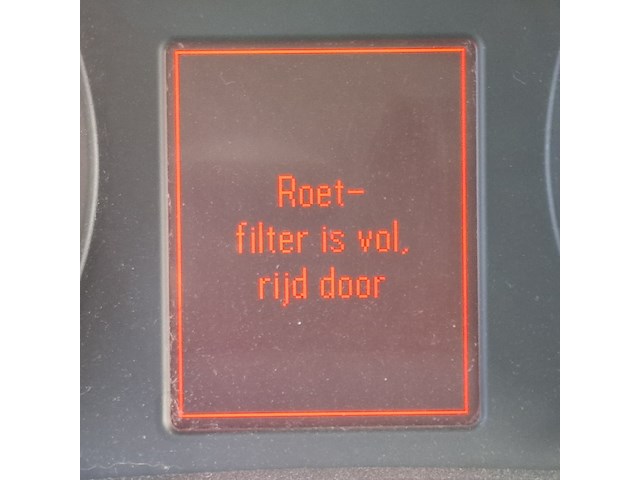 Roet-
filter is vol,
rijd door